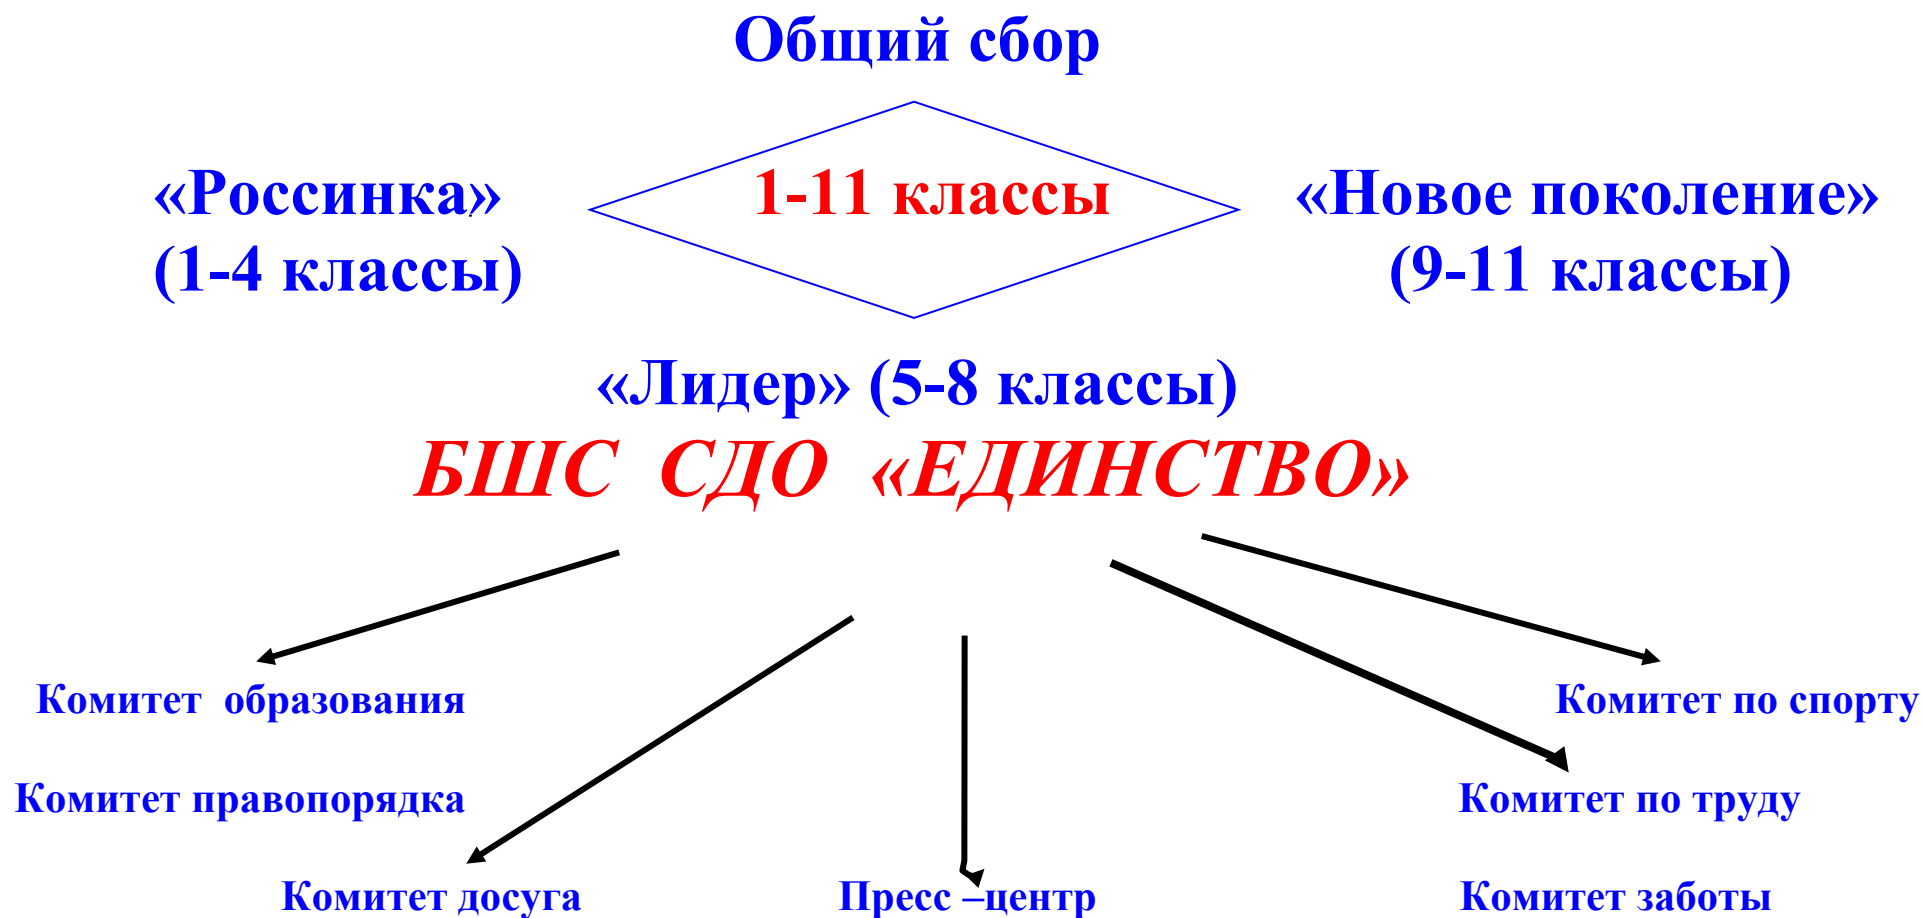 Общий сбор
«Россинка» 1-11 классы «Новое поколение»
(1-4 классы) (9-11 классы)
«Лидер» (5-8 классы)
БШС СДО «ЕДИНСТВО»
Комитет образования Комитет по спорту
Комитет правопорядка Комитет по труду
Комитет досуга Пресс –центр Комитет заботы